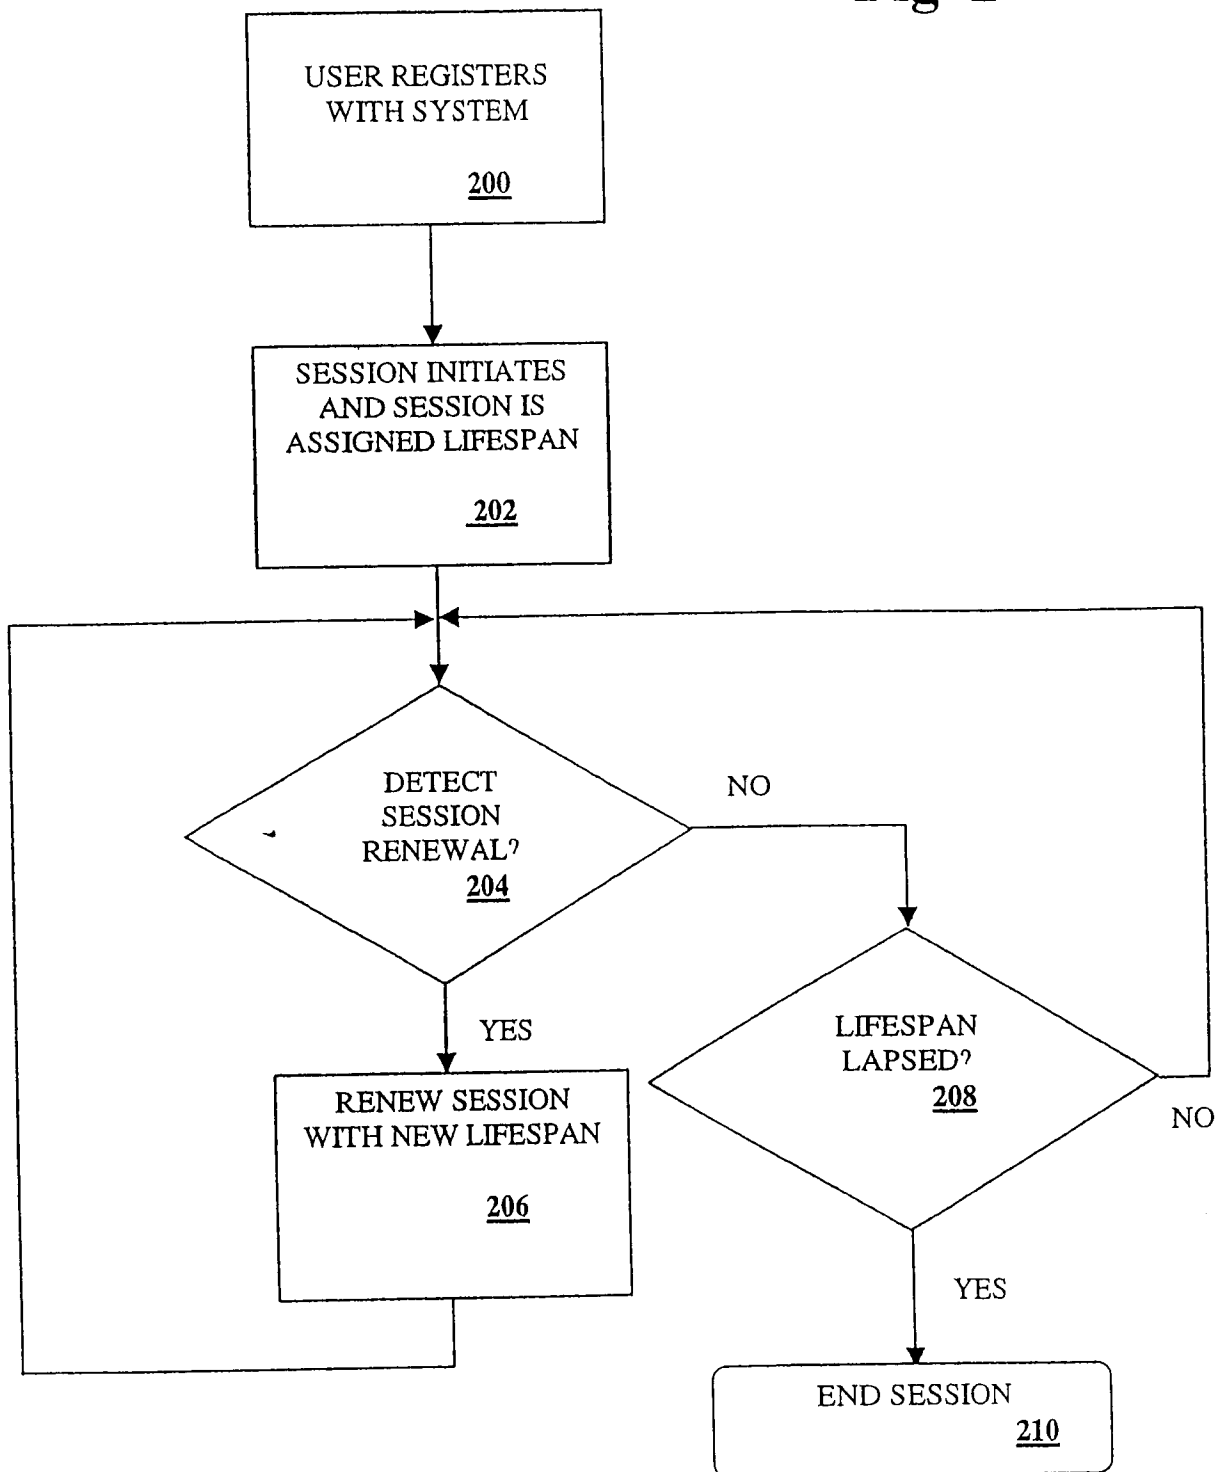 USER REGISTERS
WITH SYSTEM
200
SESSION INITIATES
AND SESSION IS
ASSIGNED LIFESPAN
202
DETECT
SESSION
RENEWAL?
204
NO
YES
RENEW SESSION
WITH NEW LIFESPAN
206
LIFESPAN
LAPSED?
208
NO
YES
END SESSION
210